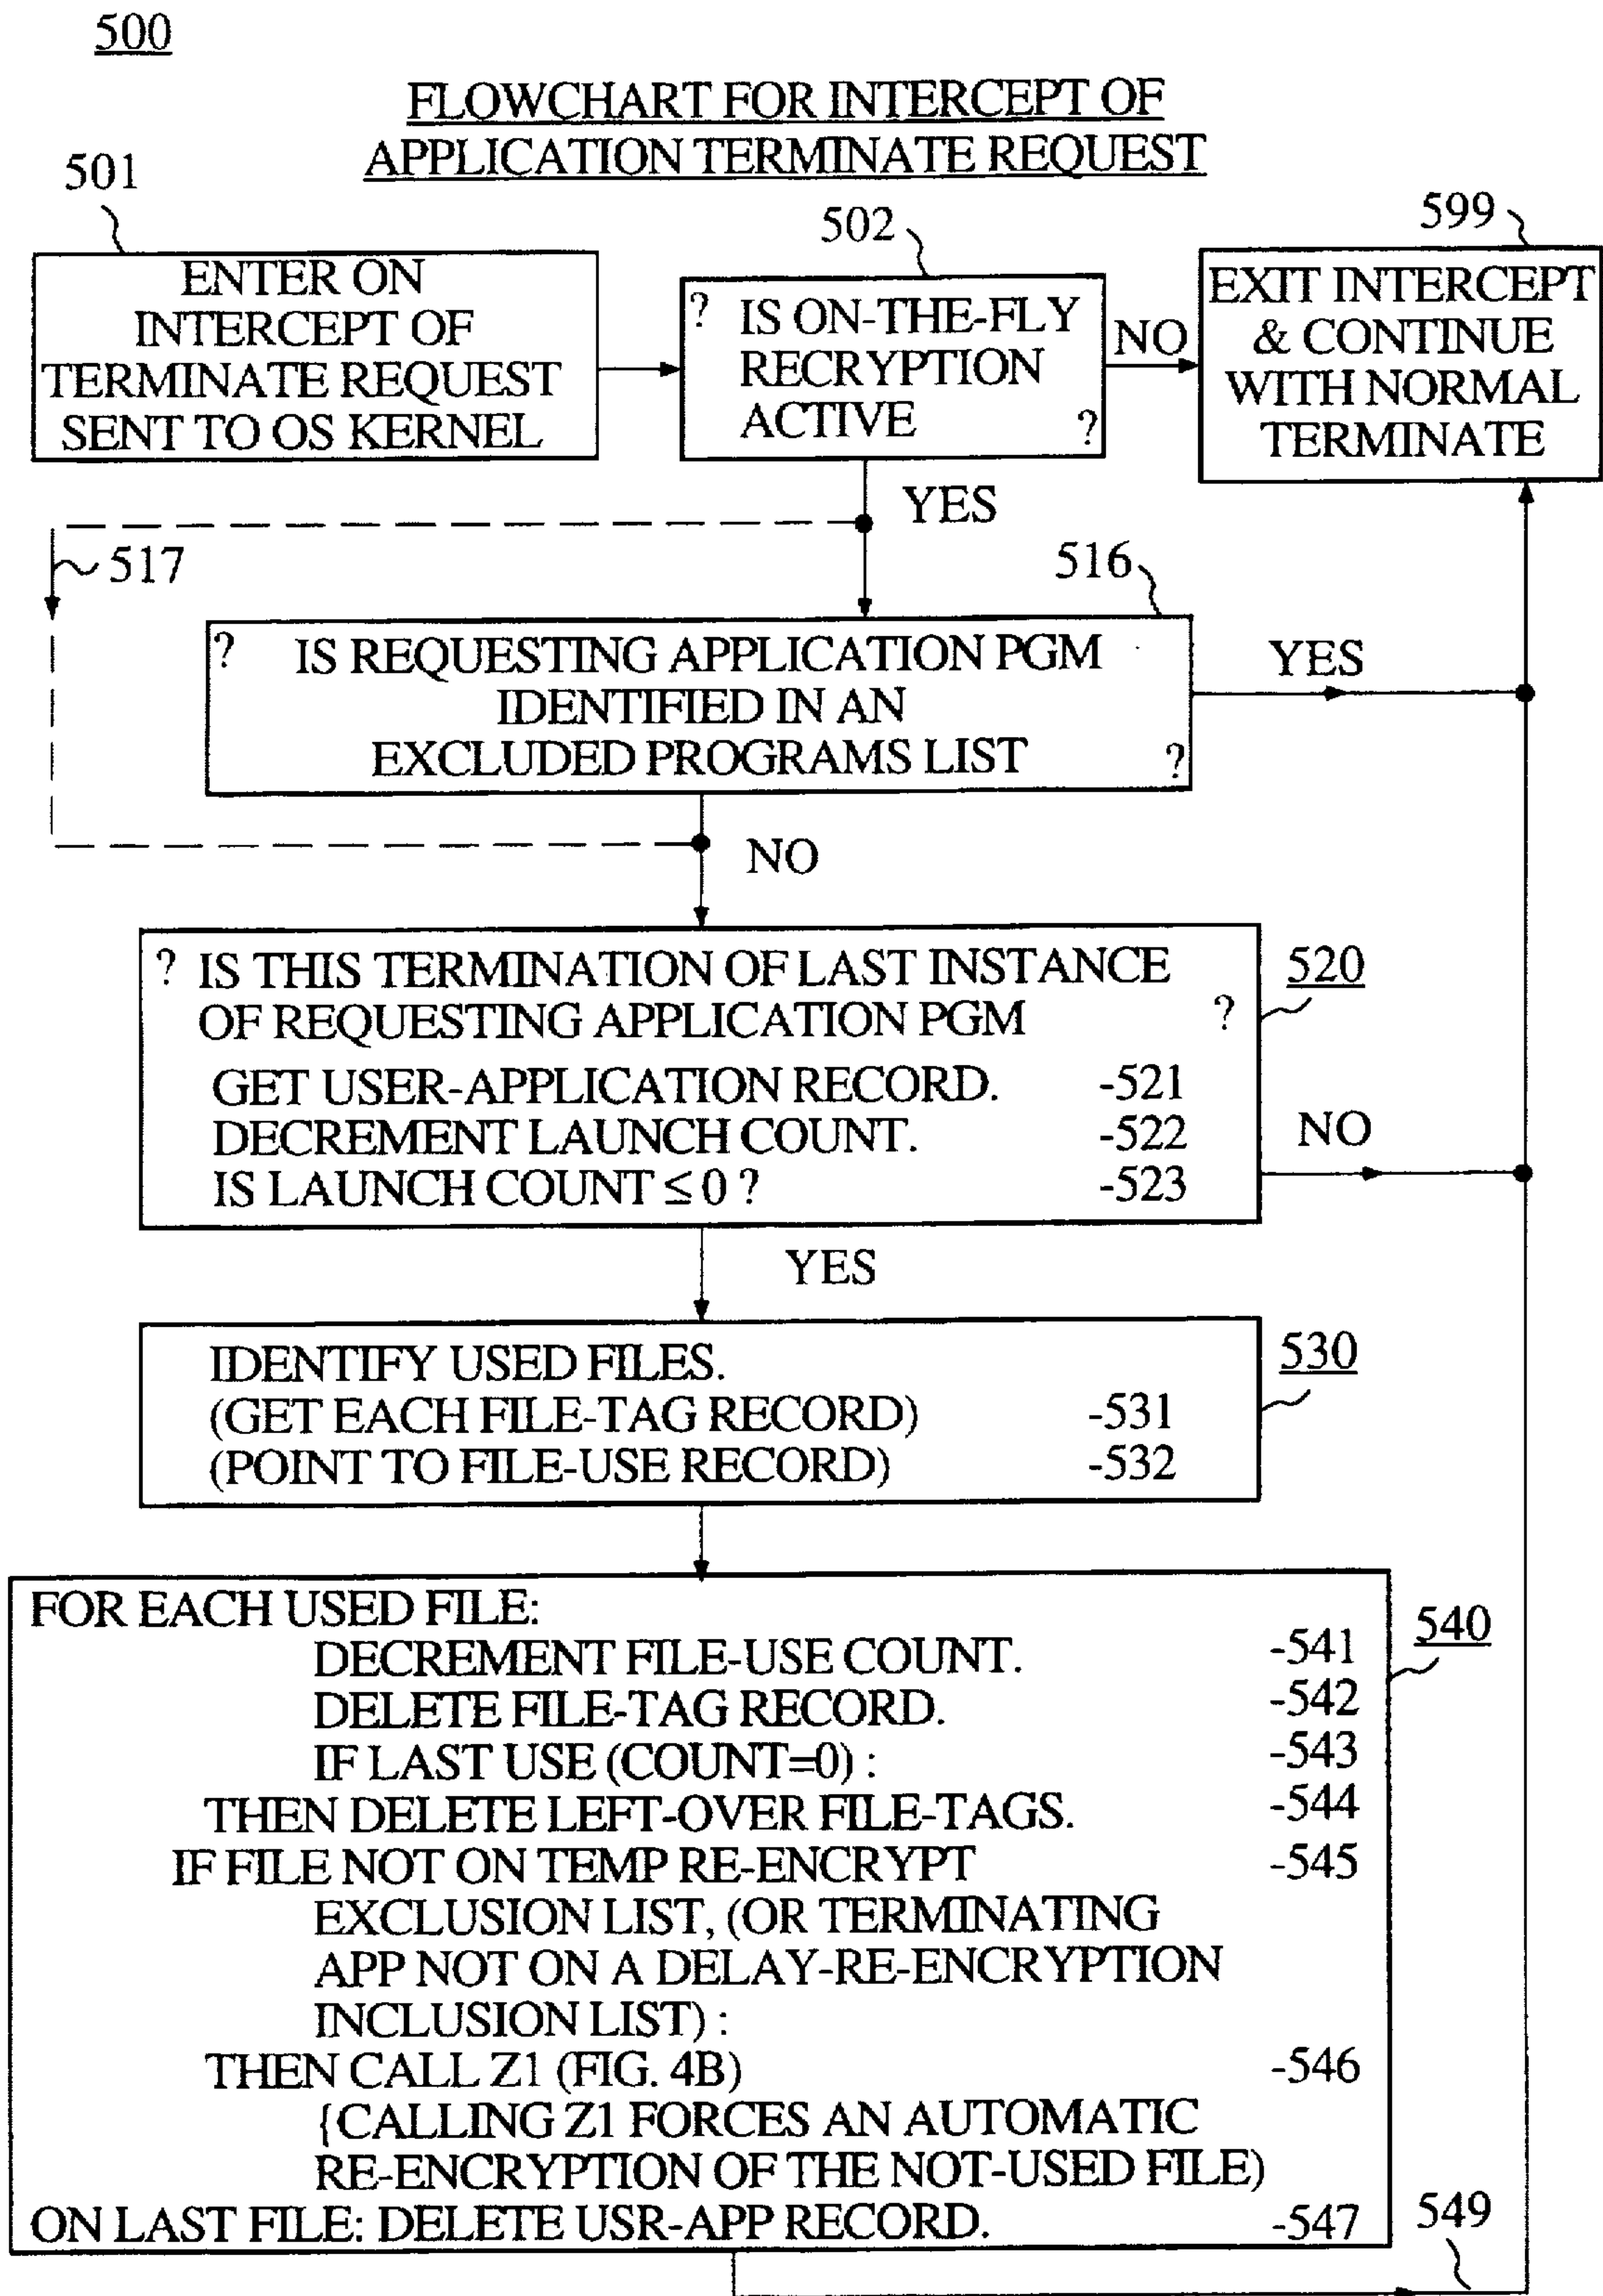 500
FLOWCHART FOR INTERCEPT OF
APPLICATION TERMINATE REQUEST
501
ENTER ON
INTERCEPT OF
TERMINATE REQUEST
SENT TO OS KERNEL
502
? IS ON-THE-FLY
RECRYPTION
ACTIVE ?
NO
599
EXIT INTERCEPT
& CONTINUE
WITH NORMAL
TERMINATE
YES
517
516
? IS REQUESTING APPLICATION PGM
IDENTIFIED IN AN
EXCLUDED PROGRAMS LIST ?
YES
NO
? IS THIS TERMINATION OF LAST INSTANCE
OF REQUESTING APPLICATION PGM ?
GET USER-APPLICATION RECORD. -521
DECREMENT LAUNCH COUNT. -522
IS LAUNCH COUNT ≤ 0 ? -523
520
NO
YES
IDENTIFY USED FILES.
(GET EACH FILE-TAG RECORD) -531
(POINT TO FILE-USE RECORD) -532
530
FOR EACH USED FILE:
DECREMENT FILE-USE COUNT. -541
DELETE FILE-TAG RECORD. -542
IF LAST USE (COUNT=0) : -543
THEN DELETE LEFT-OVER FILE-TAGS. -544
IF FILE NOT ON TEMP RE-ENCRYPT -545
EXCLUSION LIST, (OR TERMINATING
APP NOT ON A DELAY-RE-ENCRYPTION
INCLUSION LIST) :
THEN CALL Z1 (FIG. 4B) -546
{CALLING Z1 FORCES AN AUTOMATIC
RE-ENCRYPTION OF THE NOT-USED FILE)
ON LAST FILE: DELETE USR-APP RECORD. -547
540
549